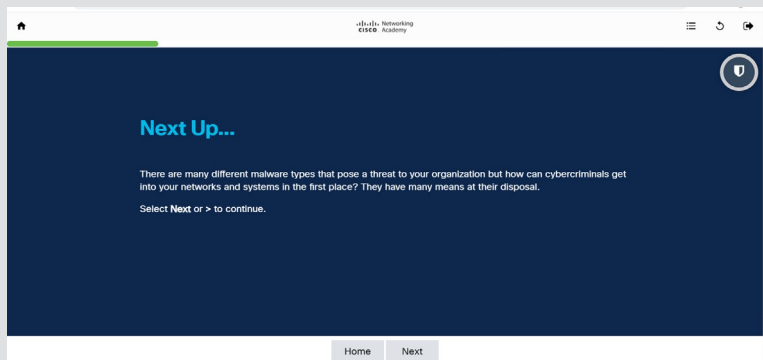 Networking
CISCO Academy
Next Up...
There are many different malware types that pose a threat to your organization but how can cybercriminals get
into your networks and systems in the first place? They have many means at their disposal.
Select Next or > to continue.
Home Next